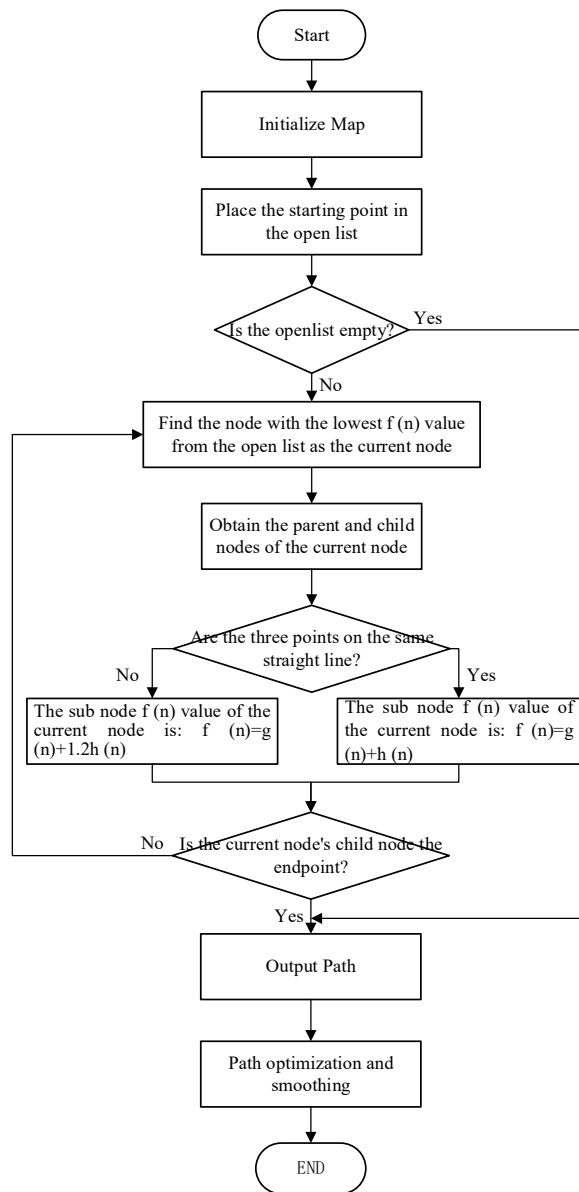 Start
Initialize Map
Place the starting point in
the open list
Is the openlist empty?
Yes
No
Find the node with the lowest f (n) value
from the open list as the current node
Obtain the parent and child
nodes of the current node
Are the three points on the same
straight line?
No
Yes
The sub node f (n) value of the
current node is: f (n)=g
(n)+1.2h (n)
The sub node f (n) value of
the current node is: f (n)=g
(n)+h (n)
No
Is the current node's child node the
endpoint?
Yes
Output Path
Path optimization and
smoothing
END